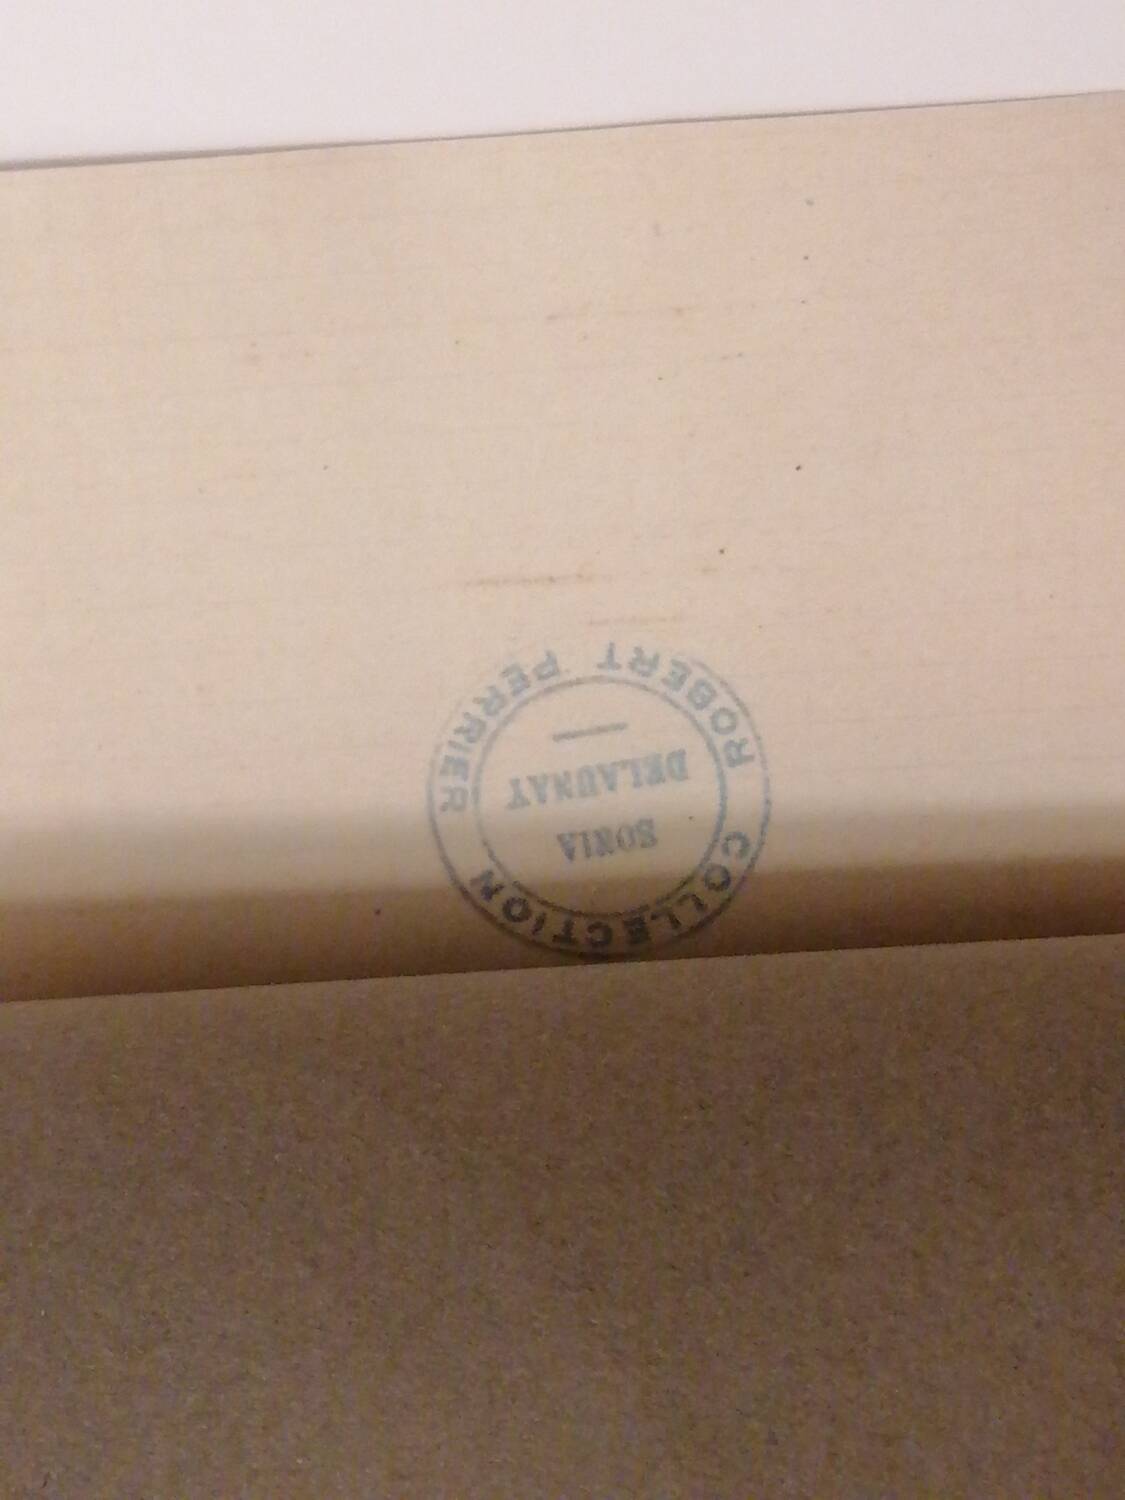 COLLECTION
SONIA
DELAUNAY
ROBERT PERRIER